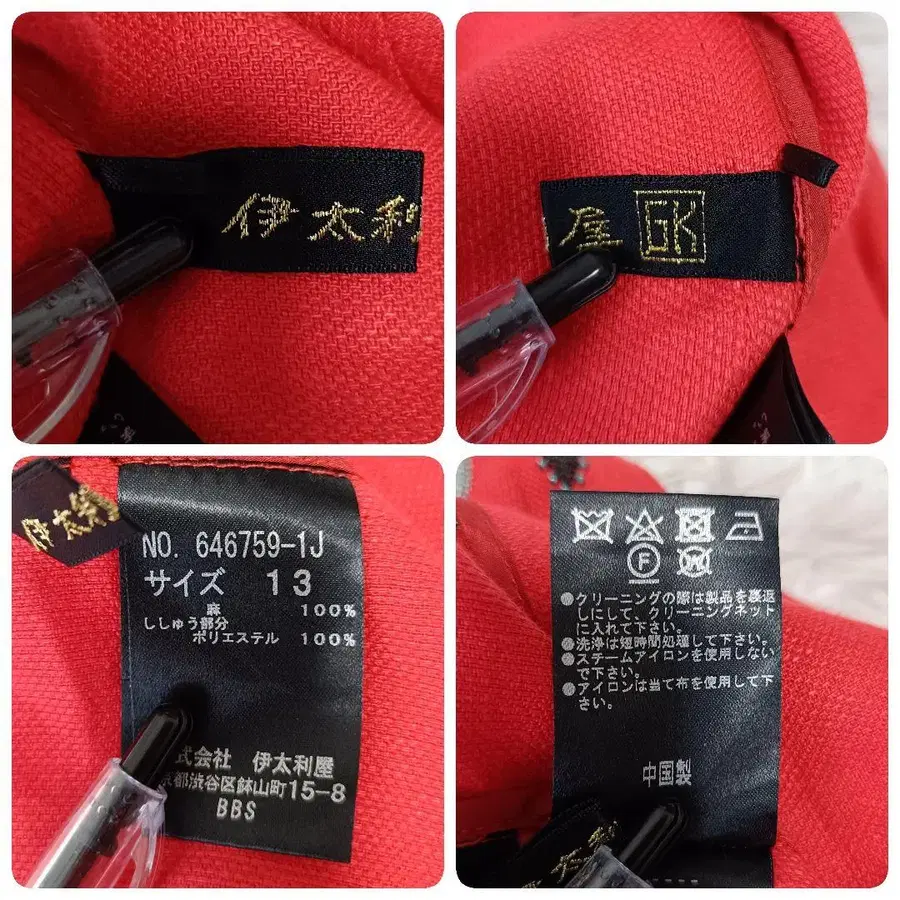 伊太利
屋 GK
NO. 646759-1J
サイズ 13
麻 100%
ししゅう部分
ポリエステル 100%
式会社 伊太利屋
京都渋谷区鉢山町15-8
BBS
伊太利
F
W
●クリーニングの際は製品を裏返
しにして、クリーニングネット
に入れて下さい。
●洗浄は短時間処理して下さい。
●スチームアイロンを使用しない
で下さい。
●アイロンは当て布を使用して下
さい。
中国製